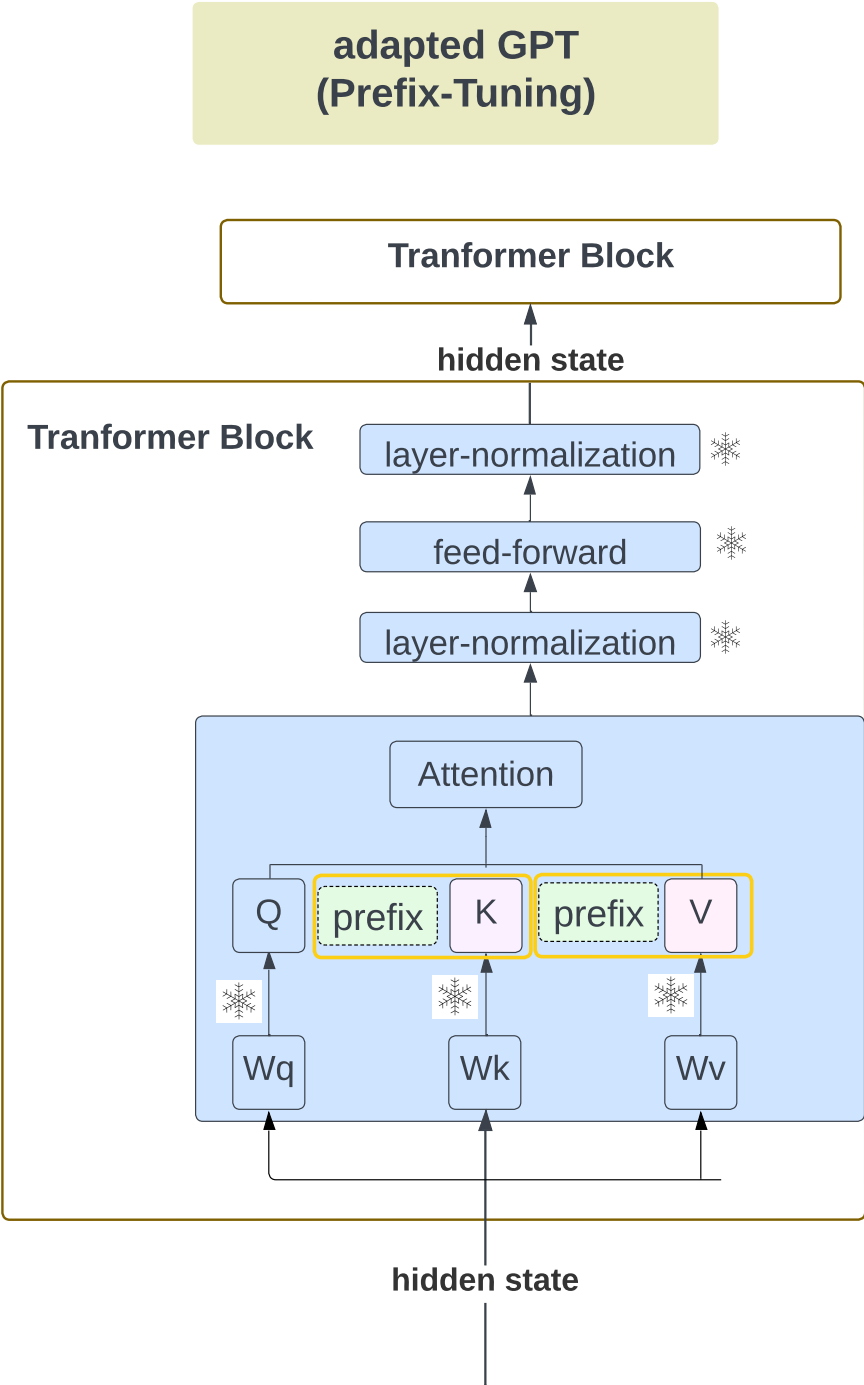 adapted GPT
(Prefix-Tuning)
Tranformer Block
hidden state
Tranformer Block
layer-normalization
feed-forward
layer-normalization
Attention
Q prefix K prefix V
Wq Wk Wv
hidden state